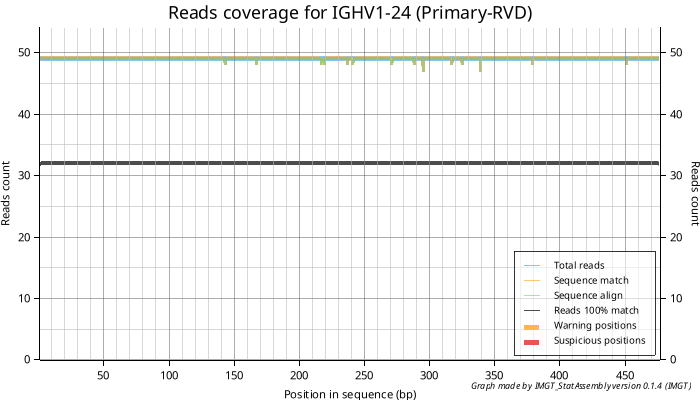 Reads coverage for IGHV1-24 (Primary-RVD)
50
40
30
20
10
0
50
40
30
20
10
0
Reads count
Reads count
Total reads
Sequence match
Sequence align
Reads 100% match
Warning positions
Suspicious positions
50
100
150
200
250
300
350
400
450
Position in sequence (bp)
Graph made by IMGT_StatAssembly version 0.1.4 (IMGT)